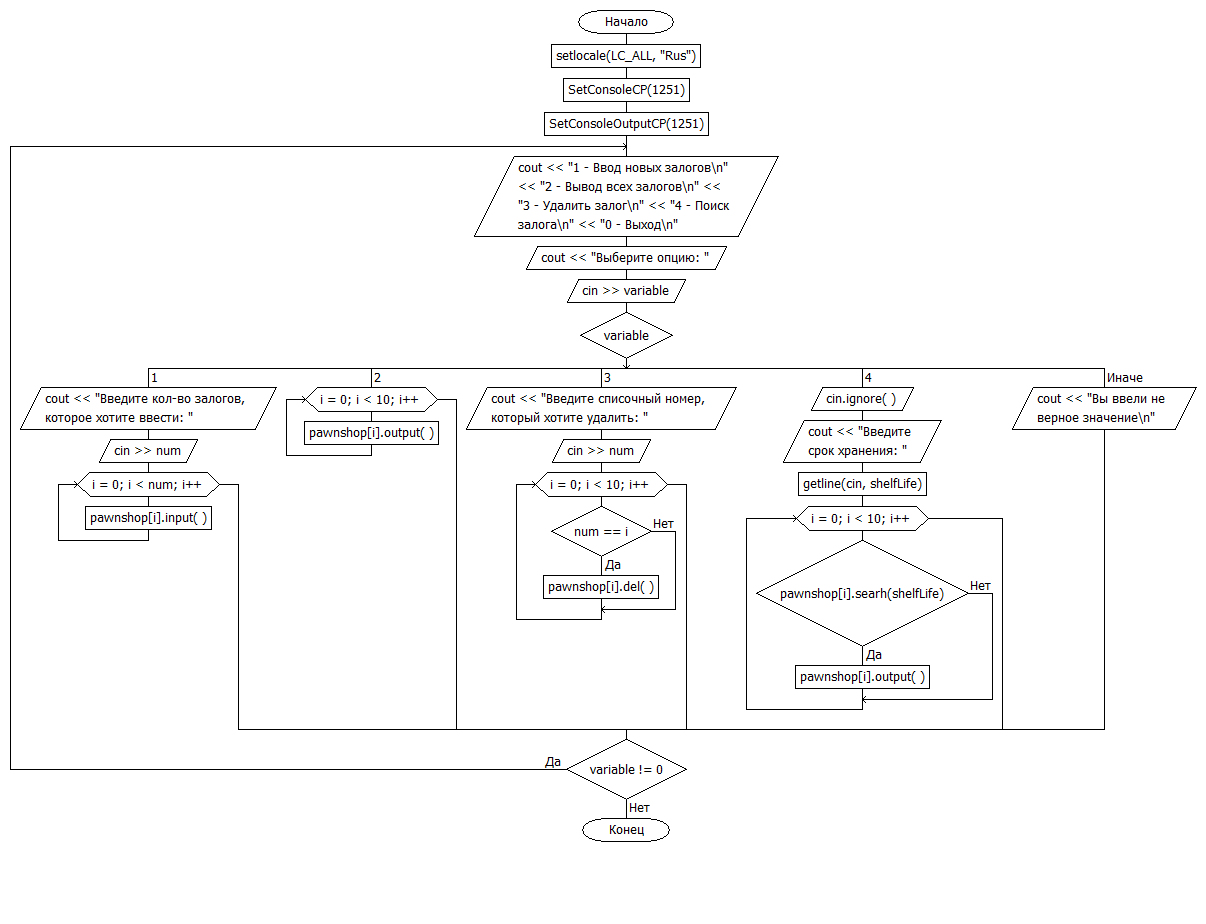 Начало
setlocale(LC_ALL, "Rus")
SetConsoleCP(1251)
SetConsoleOutputCP(1251)
cout << "1 - Ввод новых залогов\n"
<< "2 - Вывод всех залогов\n" <<
"3 - Удалить залог\n" << "4 - Поиск
залога\n" << "0 - Выход\n"
cout << "Выберите опцию: "
cin >> variable
variable
1
cout << "Введите кол-во залогов,
которое хотите ввести: "
cin >> num
i = 0; i < num; i++
pawnshop[i].input( )
2
i = 0; i < 10; i++
pawnshop[i].output( )
3
cout << "Введите списочный номер,
который хотите удалить: "
cin >> num
i = 0; i < 10; i++
num == i
Нет
Да
pawnshop[i].del( )
4
cin.ignore( )
cout << "Введите
срок хранения: "
getline(cin, shelfLife)
i = 0; i < 10; i++
pawnshop[i].searh(shelfLife)
Нет
Да
pawnshop[i].output( )
Иначе
cout << "Вы ввели не
верное значение\n"
Да
variable != 0
Нет
Конец